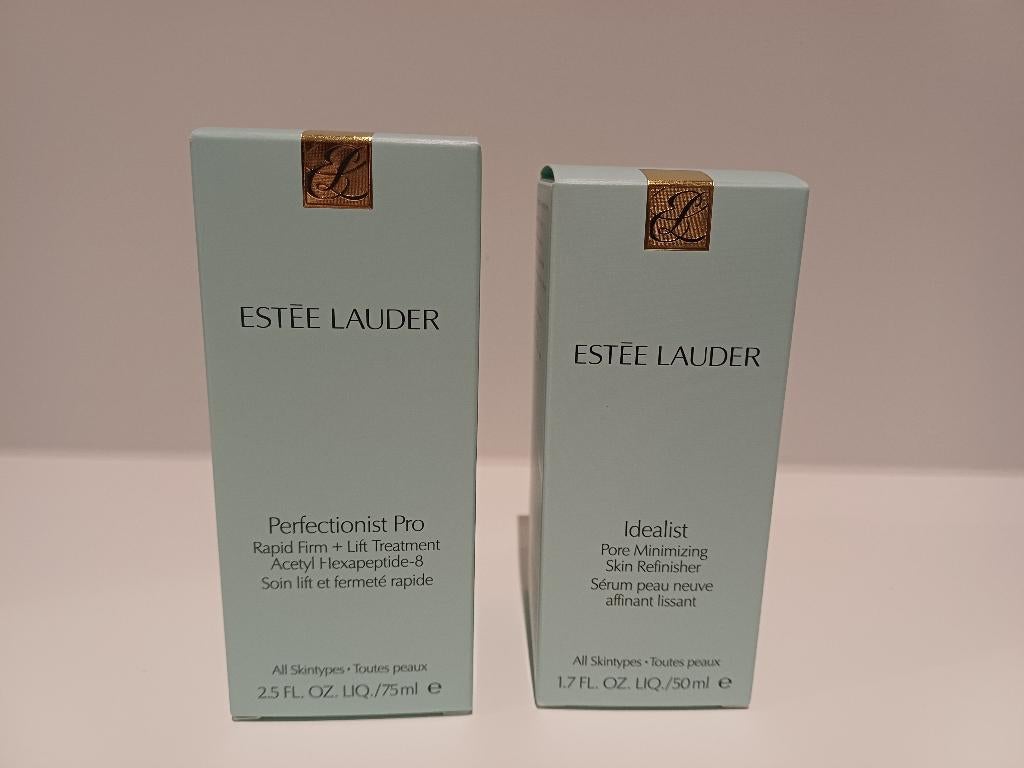 EL
ESTĒE LAUDER
Perfectionist Pro
Rapid Firm + Lift Treatment
Acetyl Hexapeptide-8
Soin lift et fermeté rapide
All Skintypes • Toutes peaux
2.5 FL. OZ. LIQ./75ml e
EL
ESTĒE LAUDER
Idealist
Pore Minimizing
Skin Refinisher
Sérum peau neuve
affinant lissant
All Skintypes • Toutes peaux
1.7 FL. OZ. LIQ./50ml e